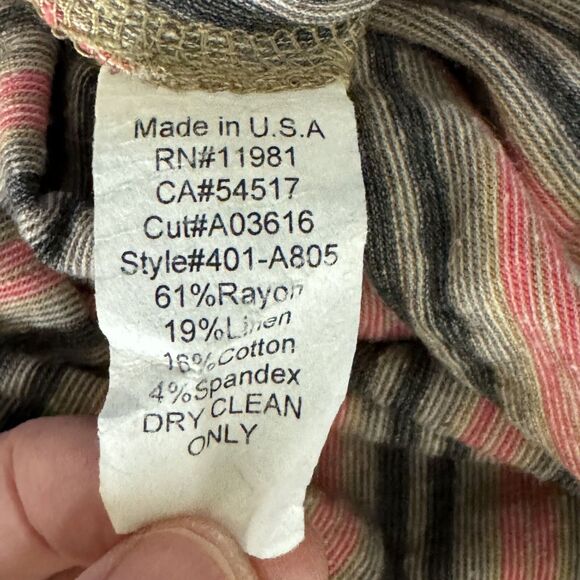 Made in U.S.A
RN#11981
CA#54517
Cut#A03616
Style#401-A805
61%Rayon
19%Linen
16%Cotton
4%Spandex
DRY CLEAN
ONLY